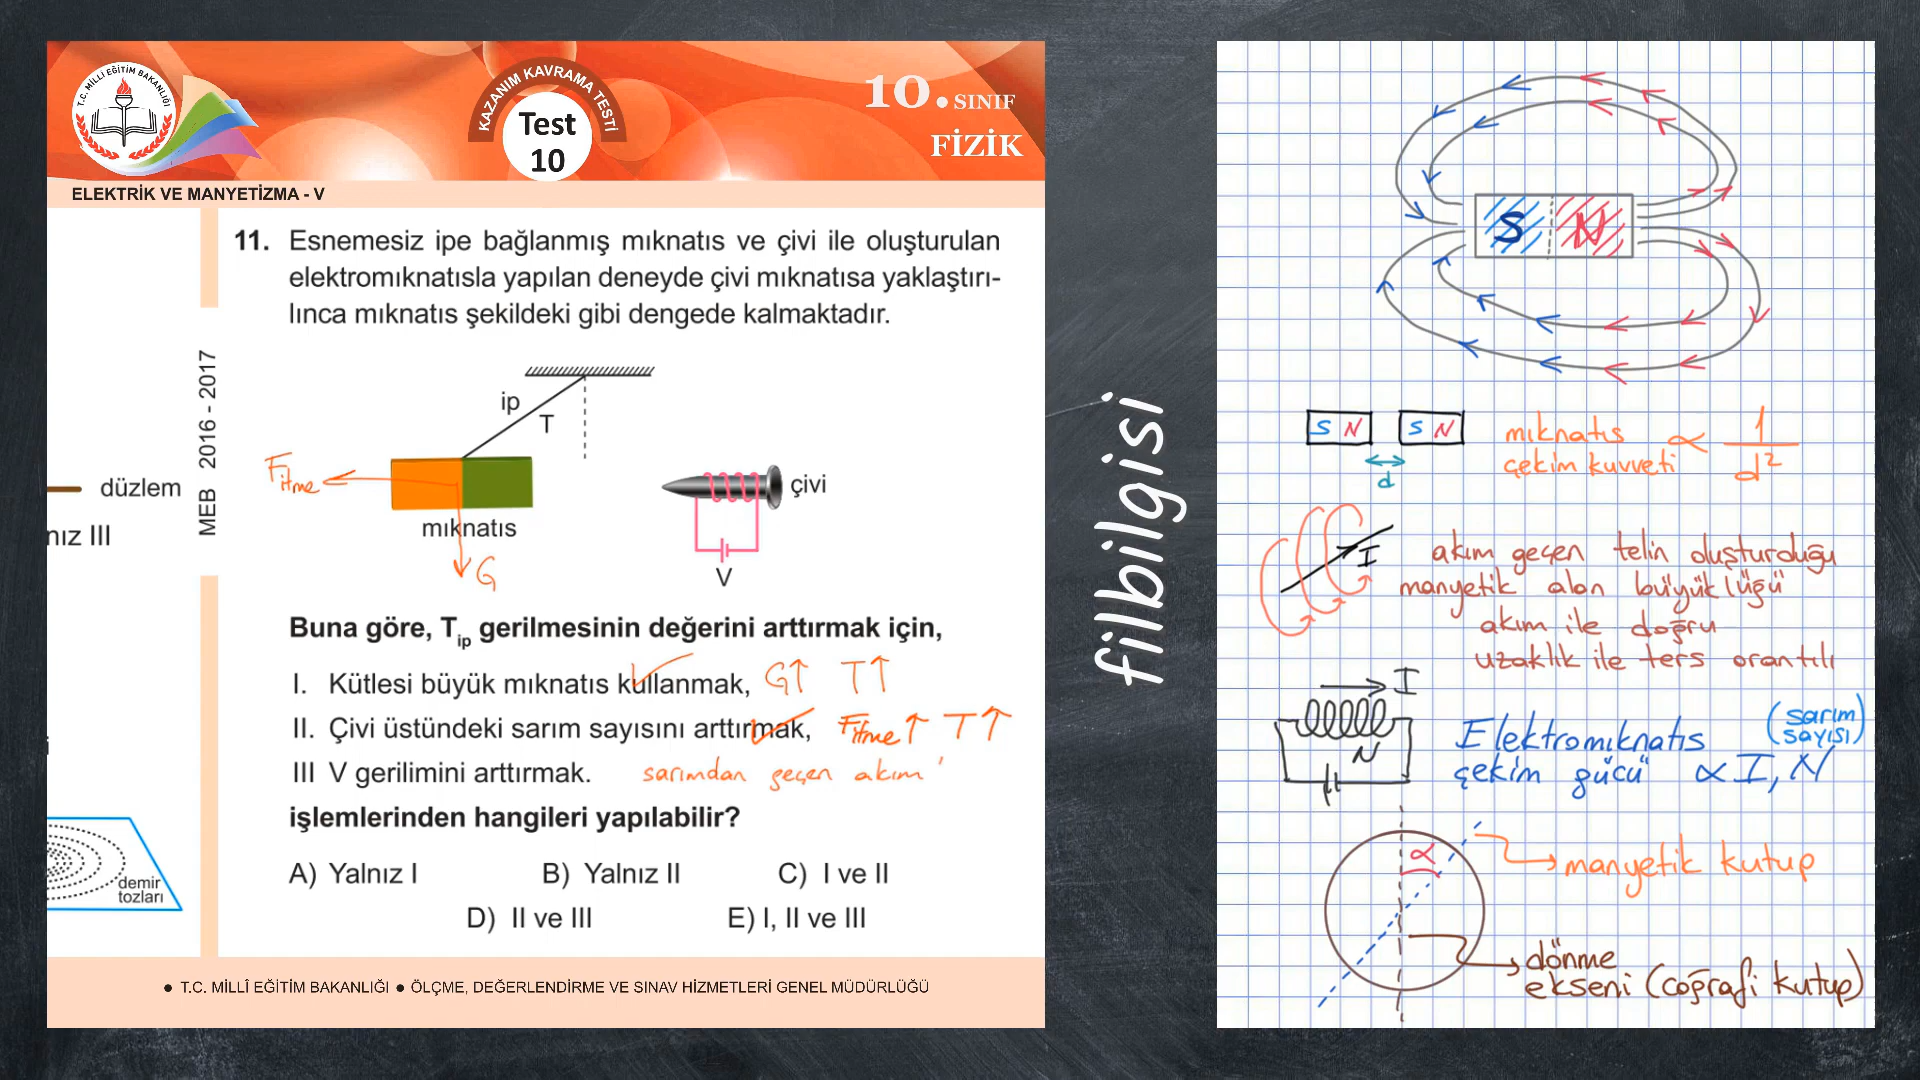 T.C. MİLLÎ EĞİTİM BAKANLIĞI
KAZANIM KAVRAMA TESTİ
Test
10
10. SINIF
FİZİK
ELEKTRİK VE MANYETİZMA - V
düzlem
nız III
MEB 2016 - 2017
demir
tozları
11. Esnemesiz ipe bağlanmış mıknatıs ve çivi ile oluşturulan
elektromıknatısla yapılan deneyde çivi mıknatısa yaklaştırı-
lınca mıknatıs şekildeki gibi dengede kalmaktadır.
ip
T
Fitme
mıknatıs
G
çivi
V
Buna göre, Tip gerilmesinin değerini arttırmak için,
I. Kütlesi büyük mıknatıs kullanmak, G↑ T↑
II. Çivi üstündeki sarım sayısını arttırmak, Fitme↑ T↑
III V gerilimini arttırmak. sarımdan geçen akım
işlemlerinden hangileri yapılabilir?
A) Yalnız I B) Yalnız II C) I ve II
D) II ve III E) I, II ve III
● T.C. MİLLÎ EĞİTİM BAKANLIĞI ● ÖLÇME, DEĞERLENDİRME VE SINAV HİZMETLERİ GENEL MÜDÜRLÜĞÜ
filbilgisi
S N
S N S N
d
mıknatıs
çekim kuvveti ∝ 1/d²
I
akım geçen telin oluşturduğu
manyetik alan büyüklüğü
akım ile doğru
uzaklık ile ters orantılı
I
N
Elektromıknatıs (sarım
sayısı)
çekim gücü ∝ I, N
α
manyetik kutup
dönme
ekseni (coğrafi kutup)